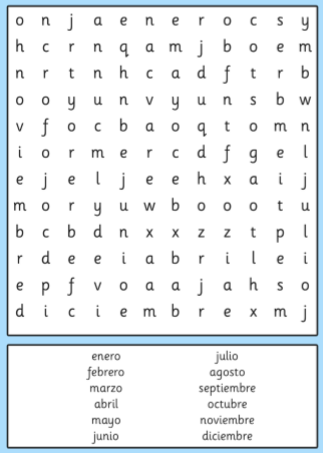 o n j a e n e r o c s y
h c r n q a m j b o e m
n r t n h c a d f t r b
o o y u n v y u n s b w
v f o c b a o q t o m n
i o r m e r c d f g e l
e j e l j e e h x a i j
m o r y u w b o o o t u
b c b d n x x z z t p l
r d e e i a b r i l e i
e p f v o a a j a h s o
d i c i e m b r e x m j
enero julio
febrero agosto
marzo septiembre
abril octubre
mayo noviembre
junio diciembre